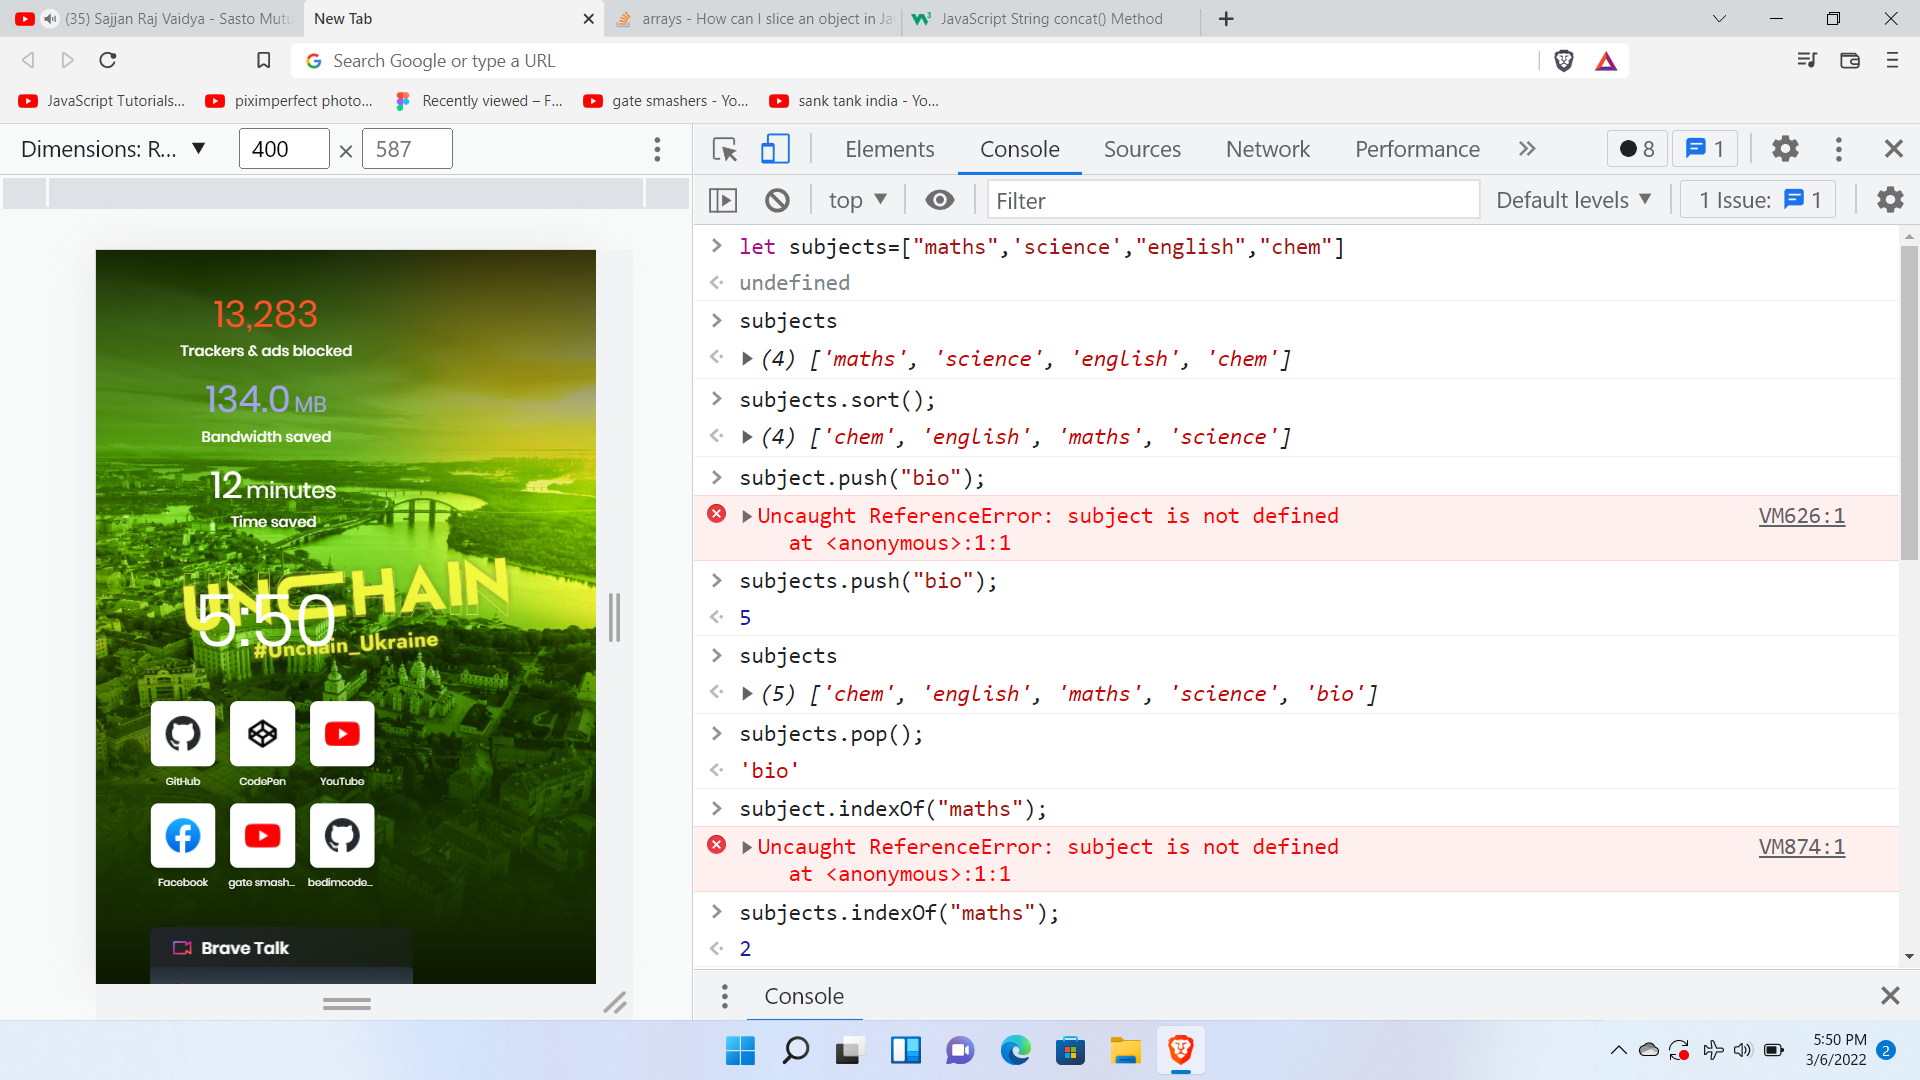 (35) Sajjan Raj Vaidya - Sasto Mutu
New Tab
arrays - How can I slice an object in Ja
JavaScript String concat() Method
Search Google or type a URL
JavaScript Tutorials...
piximperfect photo...
Recently viewed – F...
gate smashers - Yo...
sank tank india - Yo...
Dimensions: R... ▼
400
×
587
Elements
Console
Sources
Network
Performance
8
1
top ▼
Filter
Default levels ▼
1 Issue:
1
13,283
Trackers & ads blocked
134.0 MB
Bandwidth saved
12 minutes
Time saved
UNCHAIN
5:50
#Unchain_Ukraine
GitHub
CodePen
YouTube
Facebook
gate smash...
bedimcode...
Brave Talk
let subjects=["maths",'science',"english","chem"]
undefined
subjects
(4) ['maths', 'science', 'english', 'chem']
subjects.sort();
(4) ['chem', 'english', 'maths', 'science']
subject.push("bio");
Uncaught ReferenceError: subject is not defined
VM626:1
at <anonymous>:1:1
subjects.push("bio");
5
subjects
(5) ['chem', 'english', 'maths', 'science', 'bio']
subjects.pop();
'bio'
subject.indexOf("maths");
Uncaught ReferenceError: subject is not defined
VM874:1
at <anonymous>:1:1
subjects.indexOf("maths");
2
Console
5:50 PM
3/6/2022
2